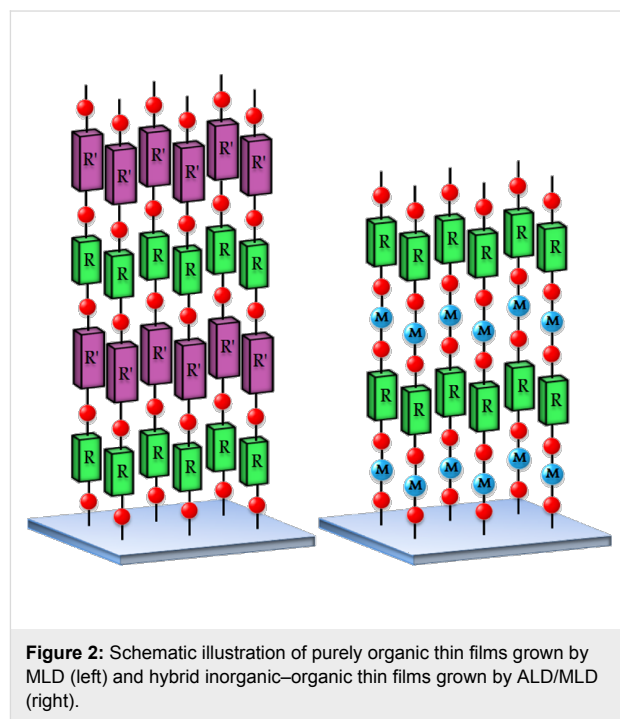 R' R' R' R' R' R'
R R R R R R
R' R' R' R' R' R'
R R R R R R
R R R R R R
M M M M M M
R R R R R R
M M M M M M
Figure 2: Schematic illustration of purely organic thin films grown by
MLD (left) and hybrid inorganic–organic thin films grown by ALD/MLD
(right).